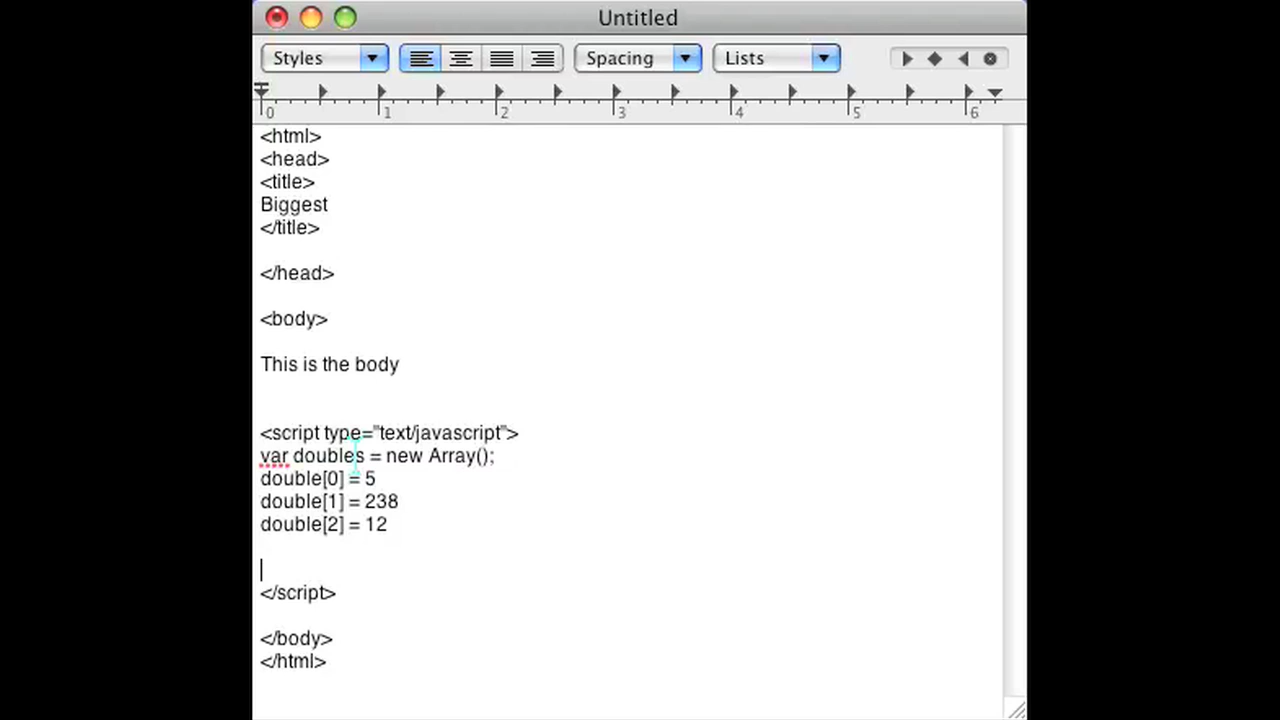 Untitled
Styles Spacing Lists
0 1 2 3 4 5 6
<html>
<head>
<title>
Biggest
</title>
</head>
<body>
This is the body
<script type="text/javascript">
var doubles = new Array();
double[0] = 5
double[1] = 238
double[2] = 12
</script>
</body>
</html>